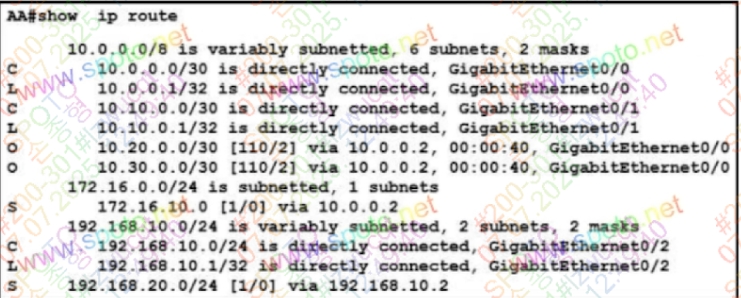 AA#show ip route
10.0.0.0/8 is variably subnetted, 6 subnets, 2 masks
C 10.0.0.0/30 is directly connected, GigabitEthernet0/0
L 10.0.0.1/32 is directly connected, GigabitEthernet0/0
C 10.10.0.0/30 is directly connected, GigabitEthernet0/1
L 10.10.0.1/32 is directly connected, GigabitEthernet0/1
O 10.20.0.0/30 [110/2] via 10.0.0.2, 00:00:40, GigabitEthernet0/0
O 10.30.0.0/30 [110/2] via 10.0.0.2, 00:00:40, GigabitEthernet0/0
172.16.0.0/24 is subnetted, 1 subnets
S 172.16.10.0 [1/0] via 10.0.0.2
192.168.10.0/24 is variably subnetted, 2 subnets, 2 masks
C 192.168.10.0/24 is directly connected, GigabitEthernet0/2
L 192.168.10.1/32 is directly connected, GigabitEthernet0/2
S 192.168.20.0/24 [1/0] via 192.168.10.2